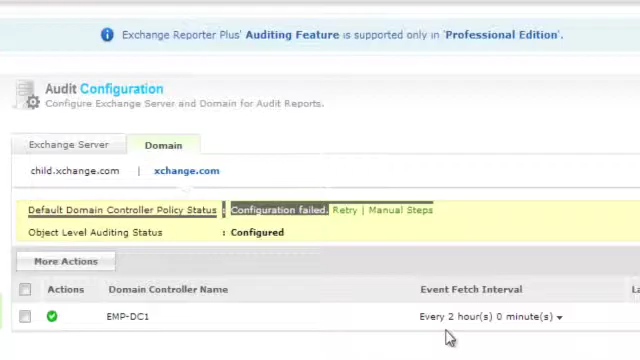 Exchange Reporter Plus' Auditing Feature is supported only in 'Professional Edition'.
Audit Configuration
Configure Exchange Server and Domain for Audit Reports.
Exchange Server Domain
child.xchange.com | xchange.com
Default Domain Controller Policy Status : Configuration failed. Retry | Manual Steps
Object Level Auditing Status : Configured
More Actions
Actions Domain Controller Name Event Fetch Interval
EMP-DC1 Every 2 hour(s) 0 minute(s)